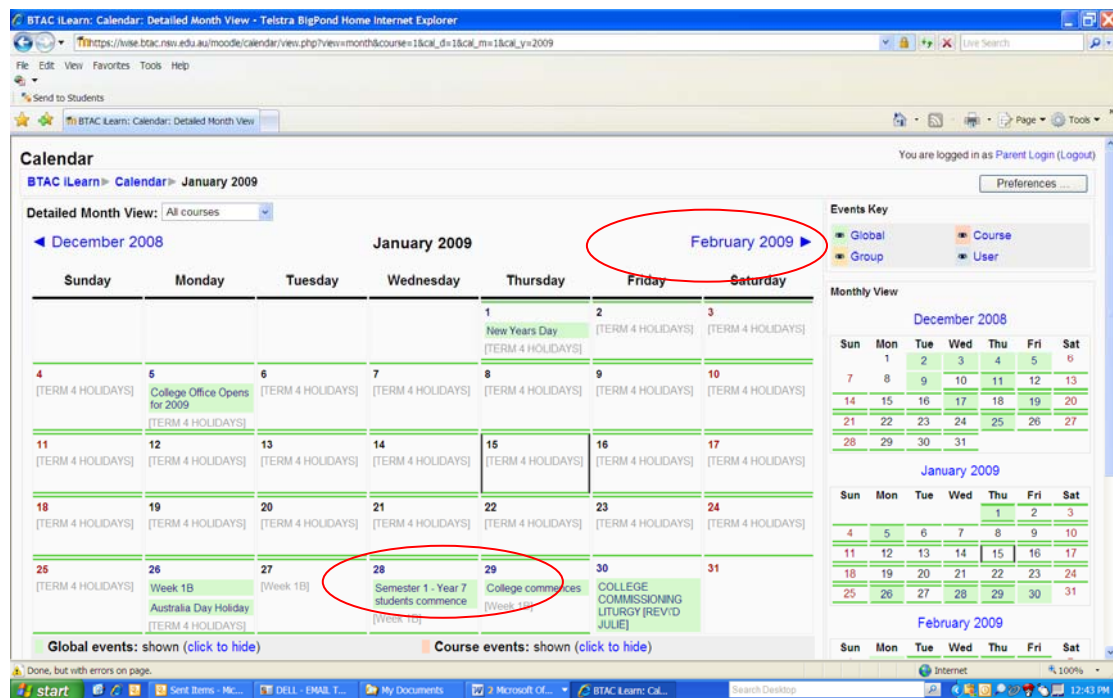 BTAC iLearn: Calendar: Detailed Month View - Telstra BigPond Home Internet Explorer
https://wise.btac.nsw.edu.au/moodle/calendar/view.php?view=month&course=1&cal_d=1&cal_m=1&cal_y=2009
Live Search
File Edit View Favorites Tools Help
Send to Students
BTAC iLearn: Calendar: Detailed Month View
Page Tools
Calendar
You are logged in as Parent Login (Logout)
BTAC iLearn Calendar January 2009
Preferences ...
Detailed Month View: All courses
◄ December 2008 January 2009 February 2009 ►
Sunday Monday Tuesday Wednesday Thursday Friday Saturday
1 2 3
New Years Day [TERM 4 HOLIDAYS] [TERM 4 HOLIDAYS]
[TERM 4 HOLIDAYS]
4 5 6 7 8 9 10
[TERM 4 HOLIDAYS] College Office Opens [TERM 4 HOLIDAYS] [TERM 4 HOLIDAYS] [TERM 4 HOLIDAYS] [TERM 4 HOLIDAYS] [TERM 4 HOLIDAYS]
for 2009
[TERM 4 HOLIDAYS]
11 12 13 14 15 16 17
[TERM 4 HOLIDAYS] [TERM 4 HOLIDAYS] [TERM 4 HOLIDAYS] [TERM 4 HOLIDAYS] [TERM 4 HOLIDAYS] [TERM 4 HOLIDAYS] [TERM 4 HOLIDAYS]
18 19 20 21 22 23 24
[TERM 4 HOLIDAYS] [TERM 4 HOLIDAYS] [TERM 4 HOLIDAYS] [TERM 4 HOLIDAYS] [TERM 4 HOLIDAYS] [TERM 4 HOLIDAYS] [TERM 4 HOLIDAYS]
25 26 27 28 29 30 31
[TERM 4 HOLIDAYS] Week 1B [Week 1B] Semester 1 - Year 7 College commences COLLEGE
students commence COMMISSIONING
Australia Day Holiday [Week 1B] [Week 1B] LITURGY [REV'D
[TERM 4 HOLIDAYS] JULIE]
Global events: shown (click to hide) Course events: shown (click to hide)
Events Key
Global Course
Group User
Monthly View
December 2008
Sun Mon Tue Wed Thu Fri Sat
1 2 3 4 5 6
7 8 9 10 11 12 13
14 15 16 17 18 19 20
21 22 23 24 25 26 27
28 29 30 31
January 2009
Sun Mon Tue Wed Thu Fri Sat
1 2 3
4 5 6 7 8 9 10
11 12 13 14 15 16 17
18 19 20 21 22 23 24
25 26 27 28 29 30 31
February 2009
Sun Mon Tue Wed Thu Fri Sat
Done, but with errors on page. Internet 100%
start Sent Items - Mic... DELL - EMAIL T... My Documents 2 Microsoft Of... BTAC iLearn: Cal... Search Desktop 12:43 PM